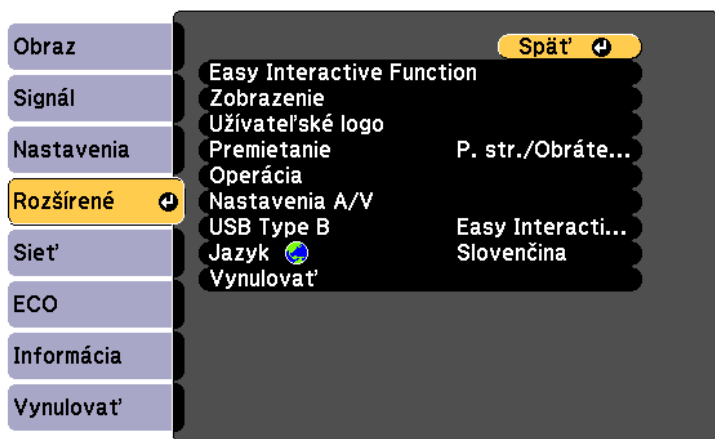 Obraz
Signál
Nastavenia
Rozšírené
Sieť
ECO
Informácia
Vynulovať
Späť
Easy Interactive Function
Zobrazenie
Užívateľské logo
Premietanie P. str./Obráte...
Operácia
Nastavenia A/V
USB Type B Easy Interacti...
Jazyk Slovenčina
Vynulovať